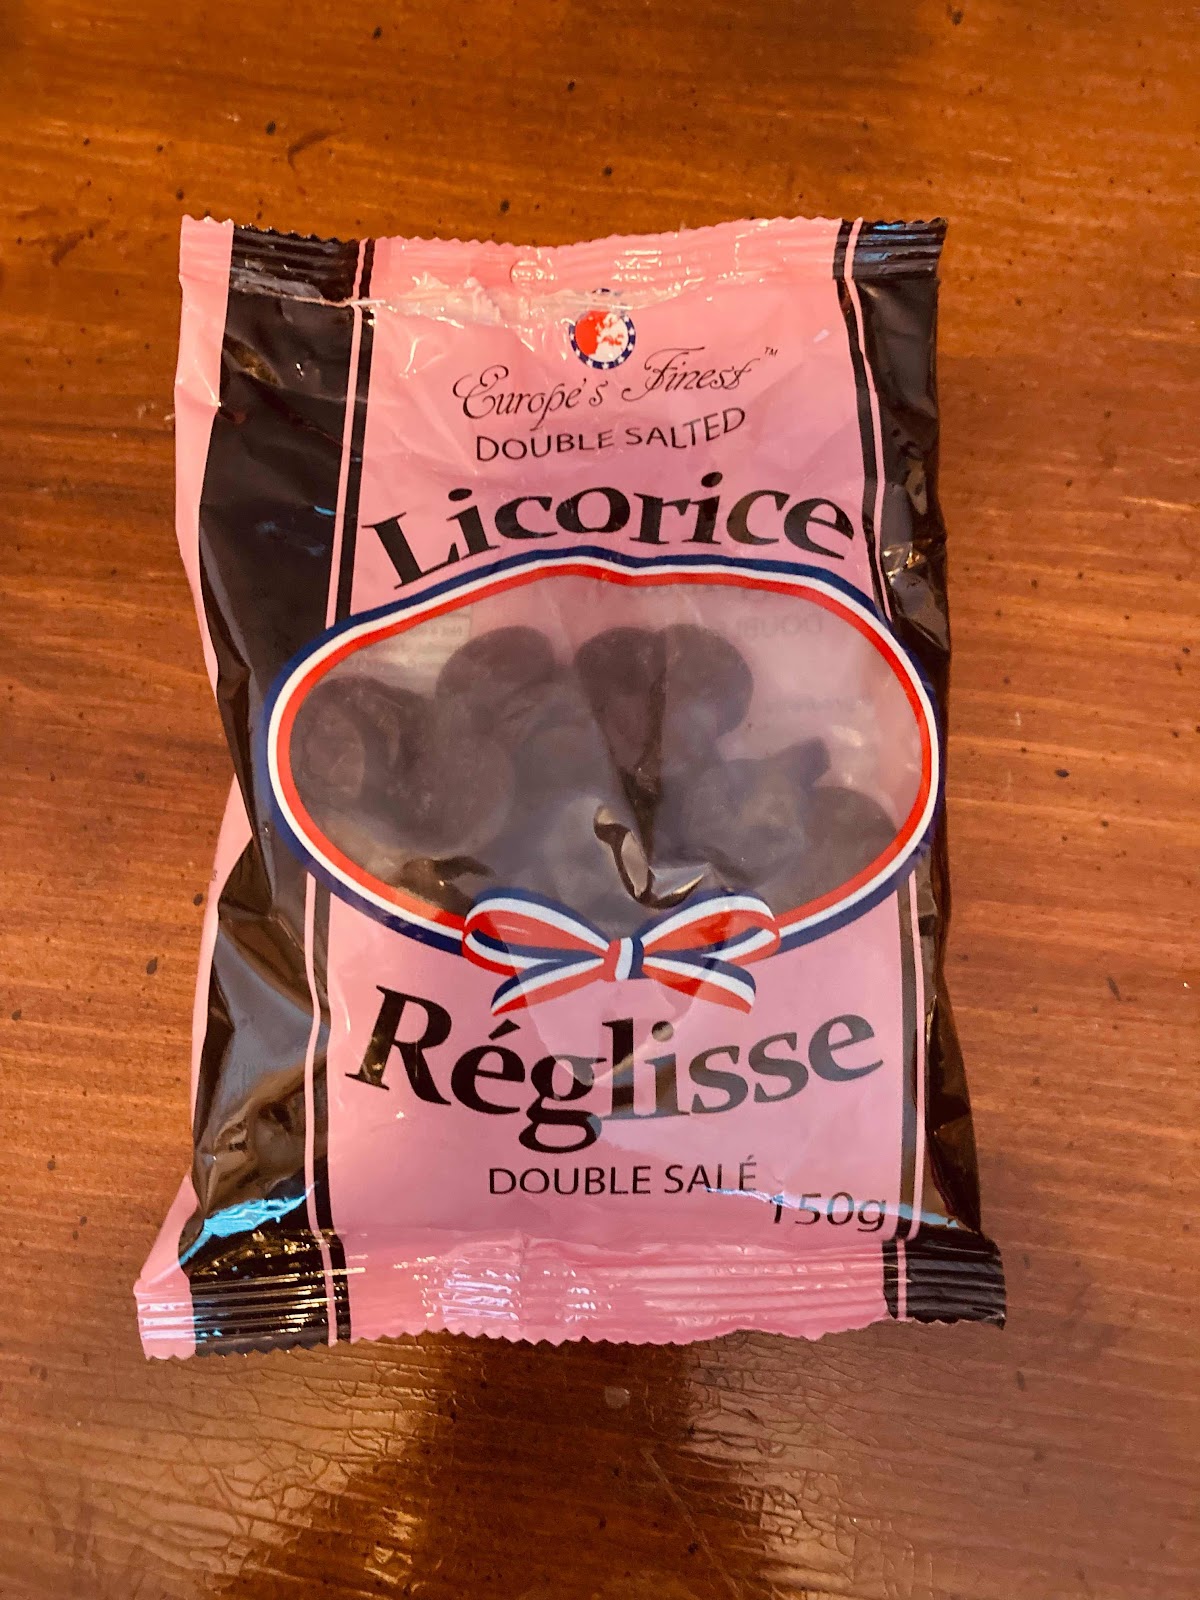 Europe's Finest™
DOUBLE SALTED
Licorice
Réglisse
DOUBLE SALÉ
150g